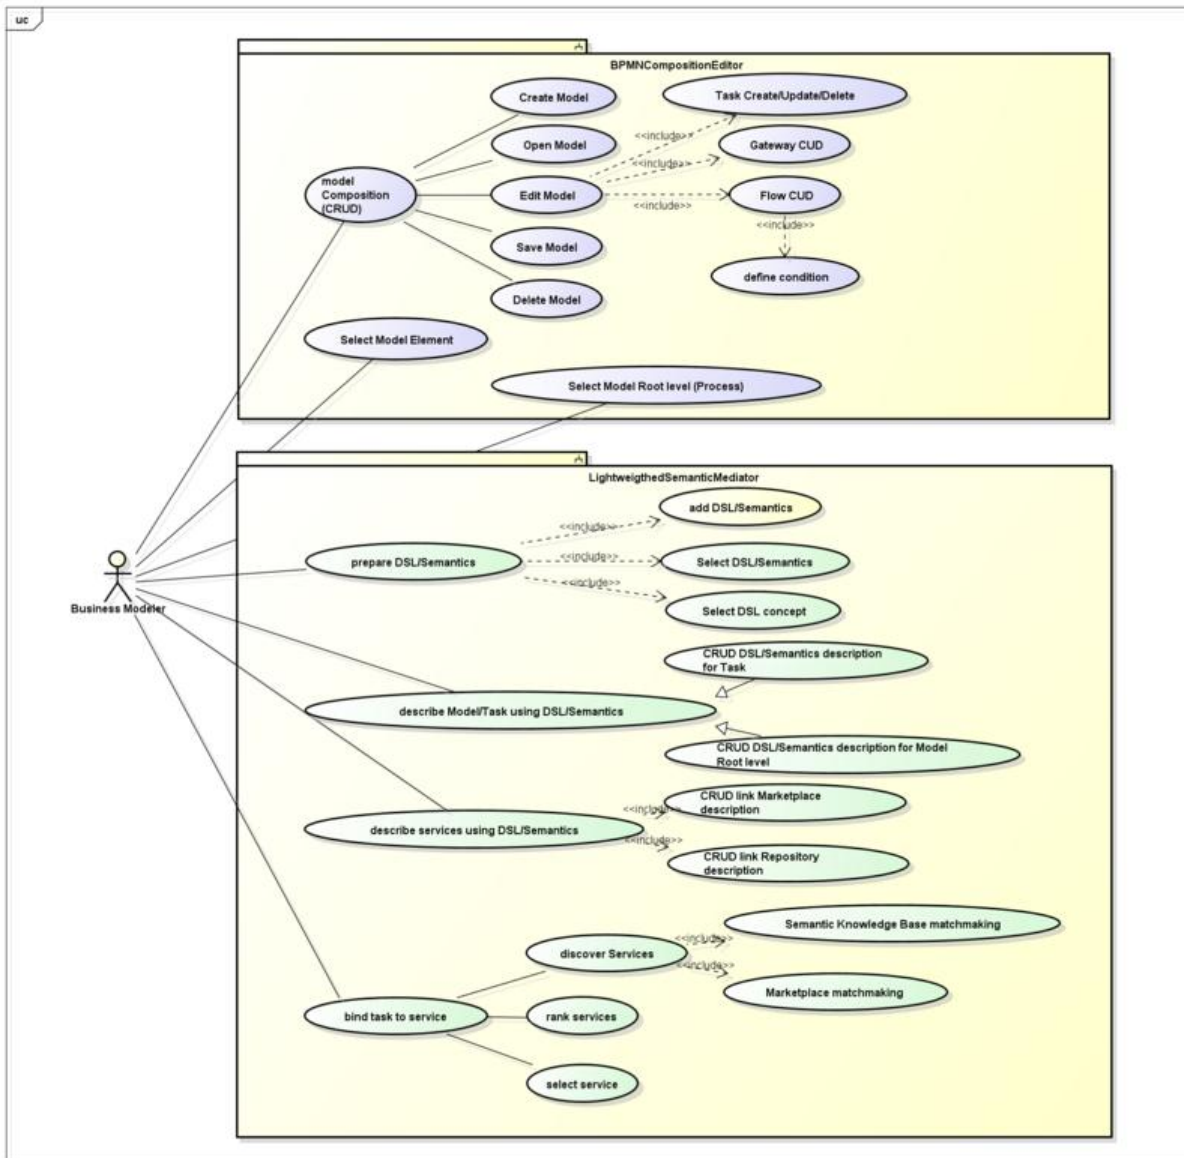 uc
BPMNCompositionEditor
Create Model
Task Create/Update/Delete
<<include>>
Open Model
Gateway CUD
<<include>>
model
Composition
(CRUD)
Edit Model
Flow CUD
<<include>>
<<include>>
Save Model
define condition
Delete Model
Select Model Element
Select Model Root level (Process)
LightweigthedSemanticMediator
add DSL/Semantics
<<include>>
prepare DSL/Semantics
<<include>>
Select DSL/Semantics
<<include>>
Select DSL concept
Business Modeler
CRUD DSL/Semantics description
for Task
describe Model/Task using DSL/Semantics
CRUD DSL/Semantics description for Model
Root level
CRUD link Marketplace
description
<<include>>
describe services using DSL/Semantics
<<include>>
CRUD link Repository
description
Semantic Knowledge Base matchmaking
<<include>>
discover Services
<<include>>
Marketplace matchmaking
bind task to service
rank services
select service